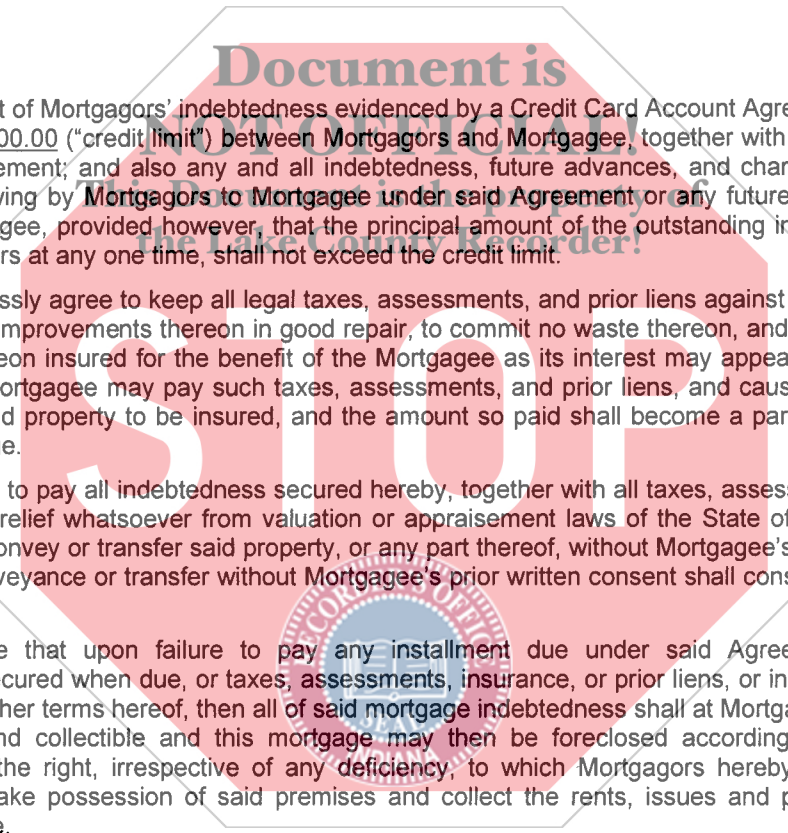 Document is
t of Mortgagors' indebtedness evidenced by a Credit Card Account Agre
NOT OFFICIAL!
00.00 ("credit limit") between Mortgagors and Mortgagee, together with
ement; and also any and all indebtedness, future advances, and char
This Document is the property of
ving by Mortgagors to Mortgagee under said Agreement or any future
gee, provided however, that the principal amount of the outstanding in
the Lake County Recorder!
rs at any one time, shall not exceed the credit limit.
ssly agree to keep all legal taxes, assessments, and prior liens against
improvements thereon in good repair, to commit no waste thereon, and
eon insured for the benefit of the Mortgagee as its interest may appea
ortgagee may pay such taxes, assessments, and prior liens, and caus
d property to be insured, and the amount so paid shall become a par
e.
STOP
to pay all indebtedness secured hereby, together with all taxes, asses
relief whatsoever from valuation or appraisement laws of the State of
onvey or transfer said property, or any part thereof, without Mortgagee's
veyance or transfer without Mortgagee's prior written consent shall cons
RECORDER'S OFFICE
e that upon failure to pay any installment due under said Agree
cured when due, or taxes, assessments, insurance, or prior liens, or in
her terms hereof, then all of said mortgage indebtedness shall at Mortga
SEAL
nd collectible and this mortgage may then be foreclosed according
INDIANA
the right, irrespective of any deficiency, to which Mortgagors hereby
ake possession of said premises and collect the rents, issues and p
e.